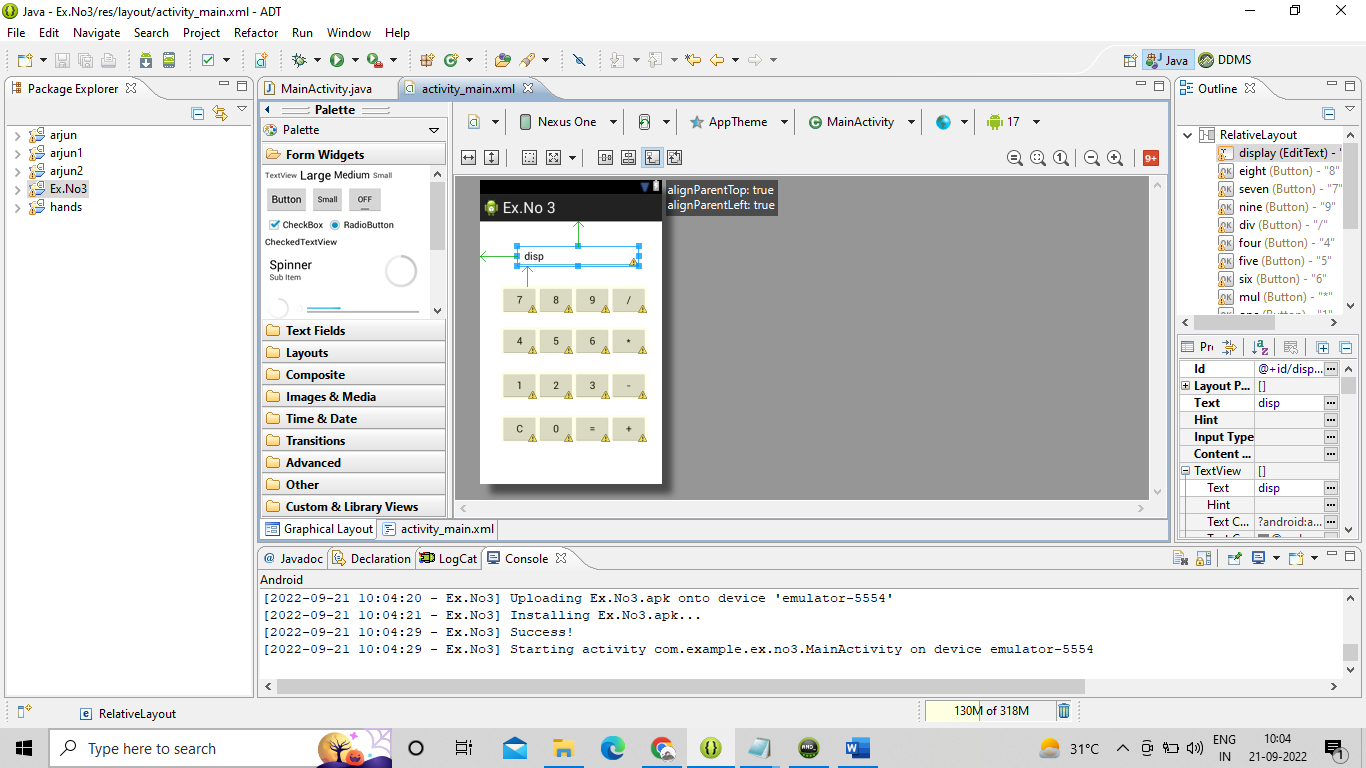 Java - Ex.No3/res/layout/activity_main.xml - ADT
File Edit Navigate Search Project Refactor Run Window Help
Java DDMS
Package Explorer
arjun
arjun1
arjun2
Ex.No3
hands
MainActivity.java activity_main.xml
Palette
Palette
Form Widgets
TextView Large Medium Small
Button Small OFF
CheckBox RadioButton
CheckedTextView
Spinner
Sub Item
Text Fields
Layouts
Composite
Images & Media
Time & Date
Transitions
Advanced
Other
Custom & Library Views
Nexus One AppTheme MainActivity 17
9+
alignParentTop: true
alignParentLeft: true
Ex.No 3
disp
7 8 9 /
4 5 6 *
1 2 3 -
C 0 = +
Graphical Layout activity_main.xml
Outline
RelativeLayout
display (EditText) - "
eight (Button) - "8"
seven (Button) - "7"
nine (Button) - "9"
div (Button) - "/"
four (Button) - "4"
five (Button) - "5"
six (Button) - "6"
mul (Button) - "*"
Pr
Id @+id/disp...
Layout P... []
Text disp
Hint
Input Type
Content ...
TextView []
Text disp
Hint
Text C... ?android:a...
Javadoc Declaration LogCat Console
Android
[2022-09-21 10:04:20 - Ex.No3] Uploading Ex.No3.apk onto device 'emulator-5554'
[2022-09-21 10:04:21 - Ex.No3] Installing Ex.No3.apk...
[2022-09-21 10:04:29 - Ex.No3] Success!
[2022-09-21 10:04:29 - Ex.No3] Starting activity com.example.ex.no3.MainActivity on device emulator-5554
RelativeLayout
130M of 318M
Type here to search
31°C
ENG
IN
10:04
21-09-2022
1